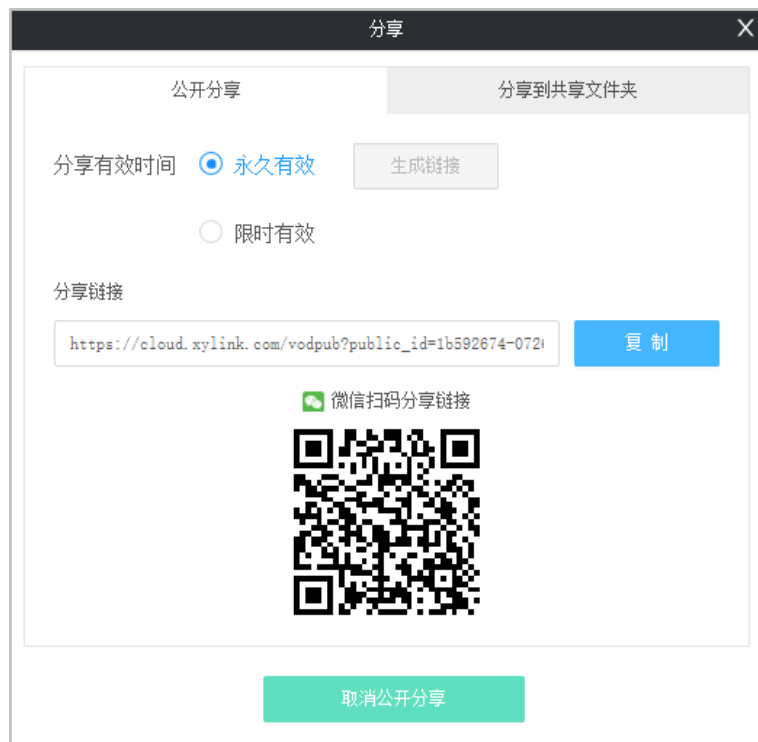 分享
公开分享 分享到共享文件夹
分享有效时间 永久有效 生成链接
限时有效
分享链接
https://cloud.xylink.com/vodpub?public_id=1b592674-072 复 制
微信扫码分享链接
取消公开分享